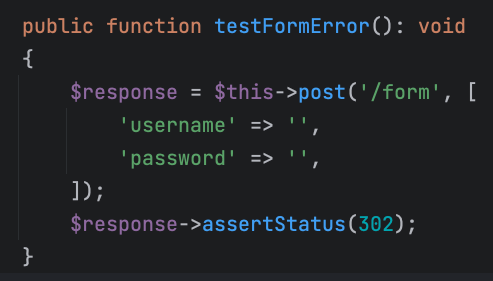 public function testFormError(): void
{
    $response = $this->post('/form', [
        'username' => '',
        'password' => '',
    ]);
    $response->assertStatus(302);
}